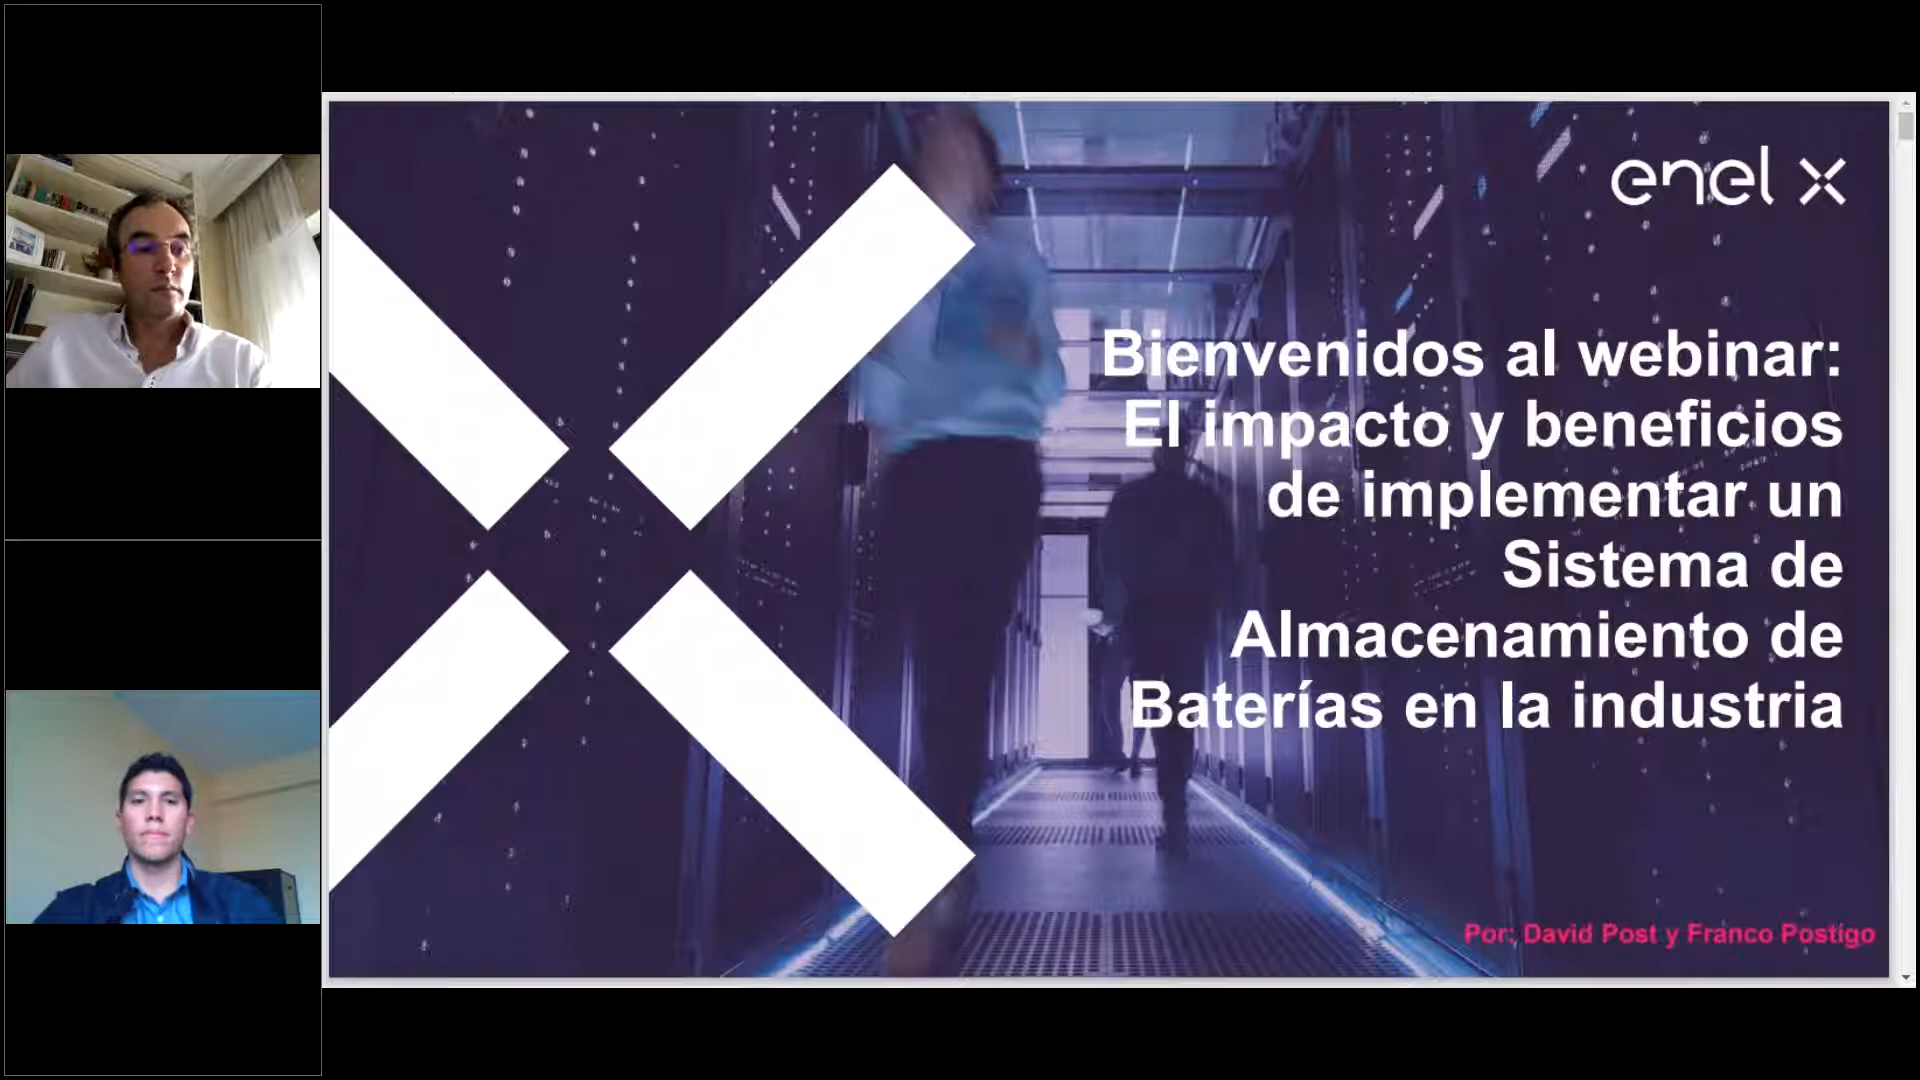 enel x
Bienvenidos al webinar:
El impacto y beneficios
de implementar un
Sistema de
Almacenamiento de
Baterías en la industria
Por: David Post y Franco Postigo